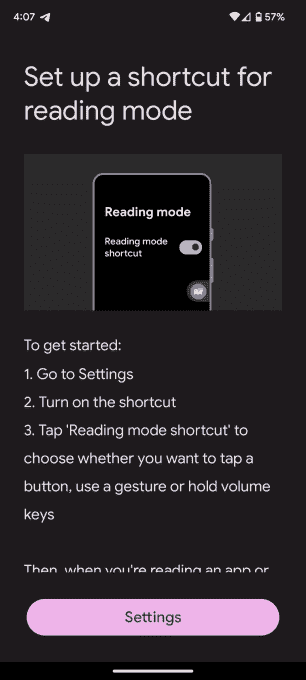 4:07 57%
Set up a shortcut for
reading mode
Reading mode
Reading mode
shortcut
To get started:
1. Go to Settings
2. Turn on the shortcut
3. Tap 'Reading mode shortcut' to
choose whether you want to tap a
button, use a gesture or hold volume
keys
Then, when you're reading an app or
Settings